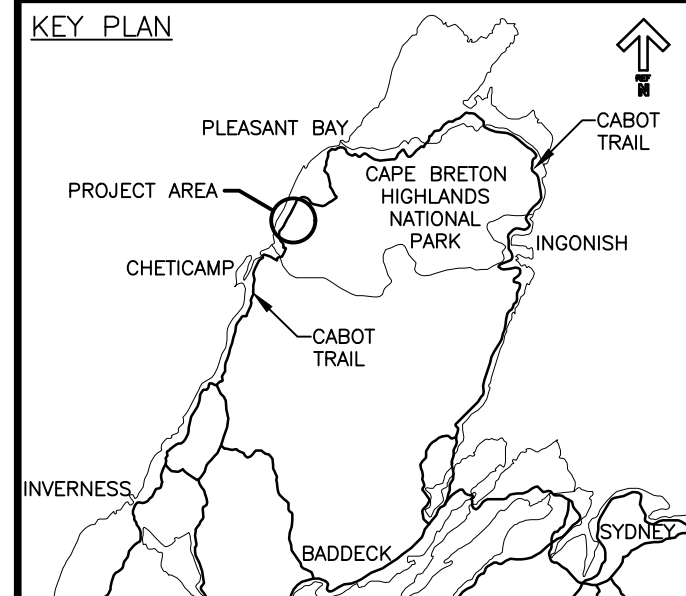 KEY PLAN
REF
N
CABOT
TRAIL
PLEASANT BAY
CAPE BRETON
HIGHLANDS
NATIONAL
PARK
PROJECT AREA
INGONISH
CHETICAMP
CABOT
TRAIL
INVERNESS
SYDNEY
BADDECK